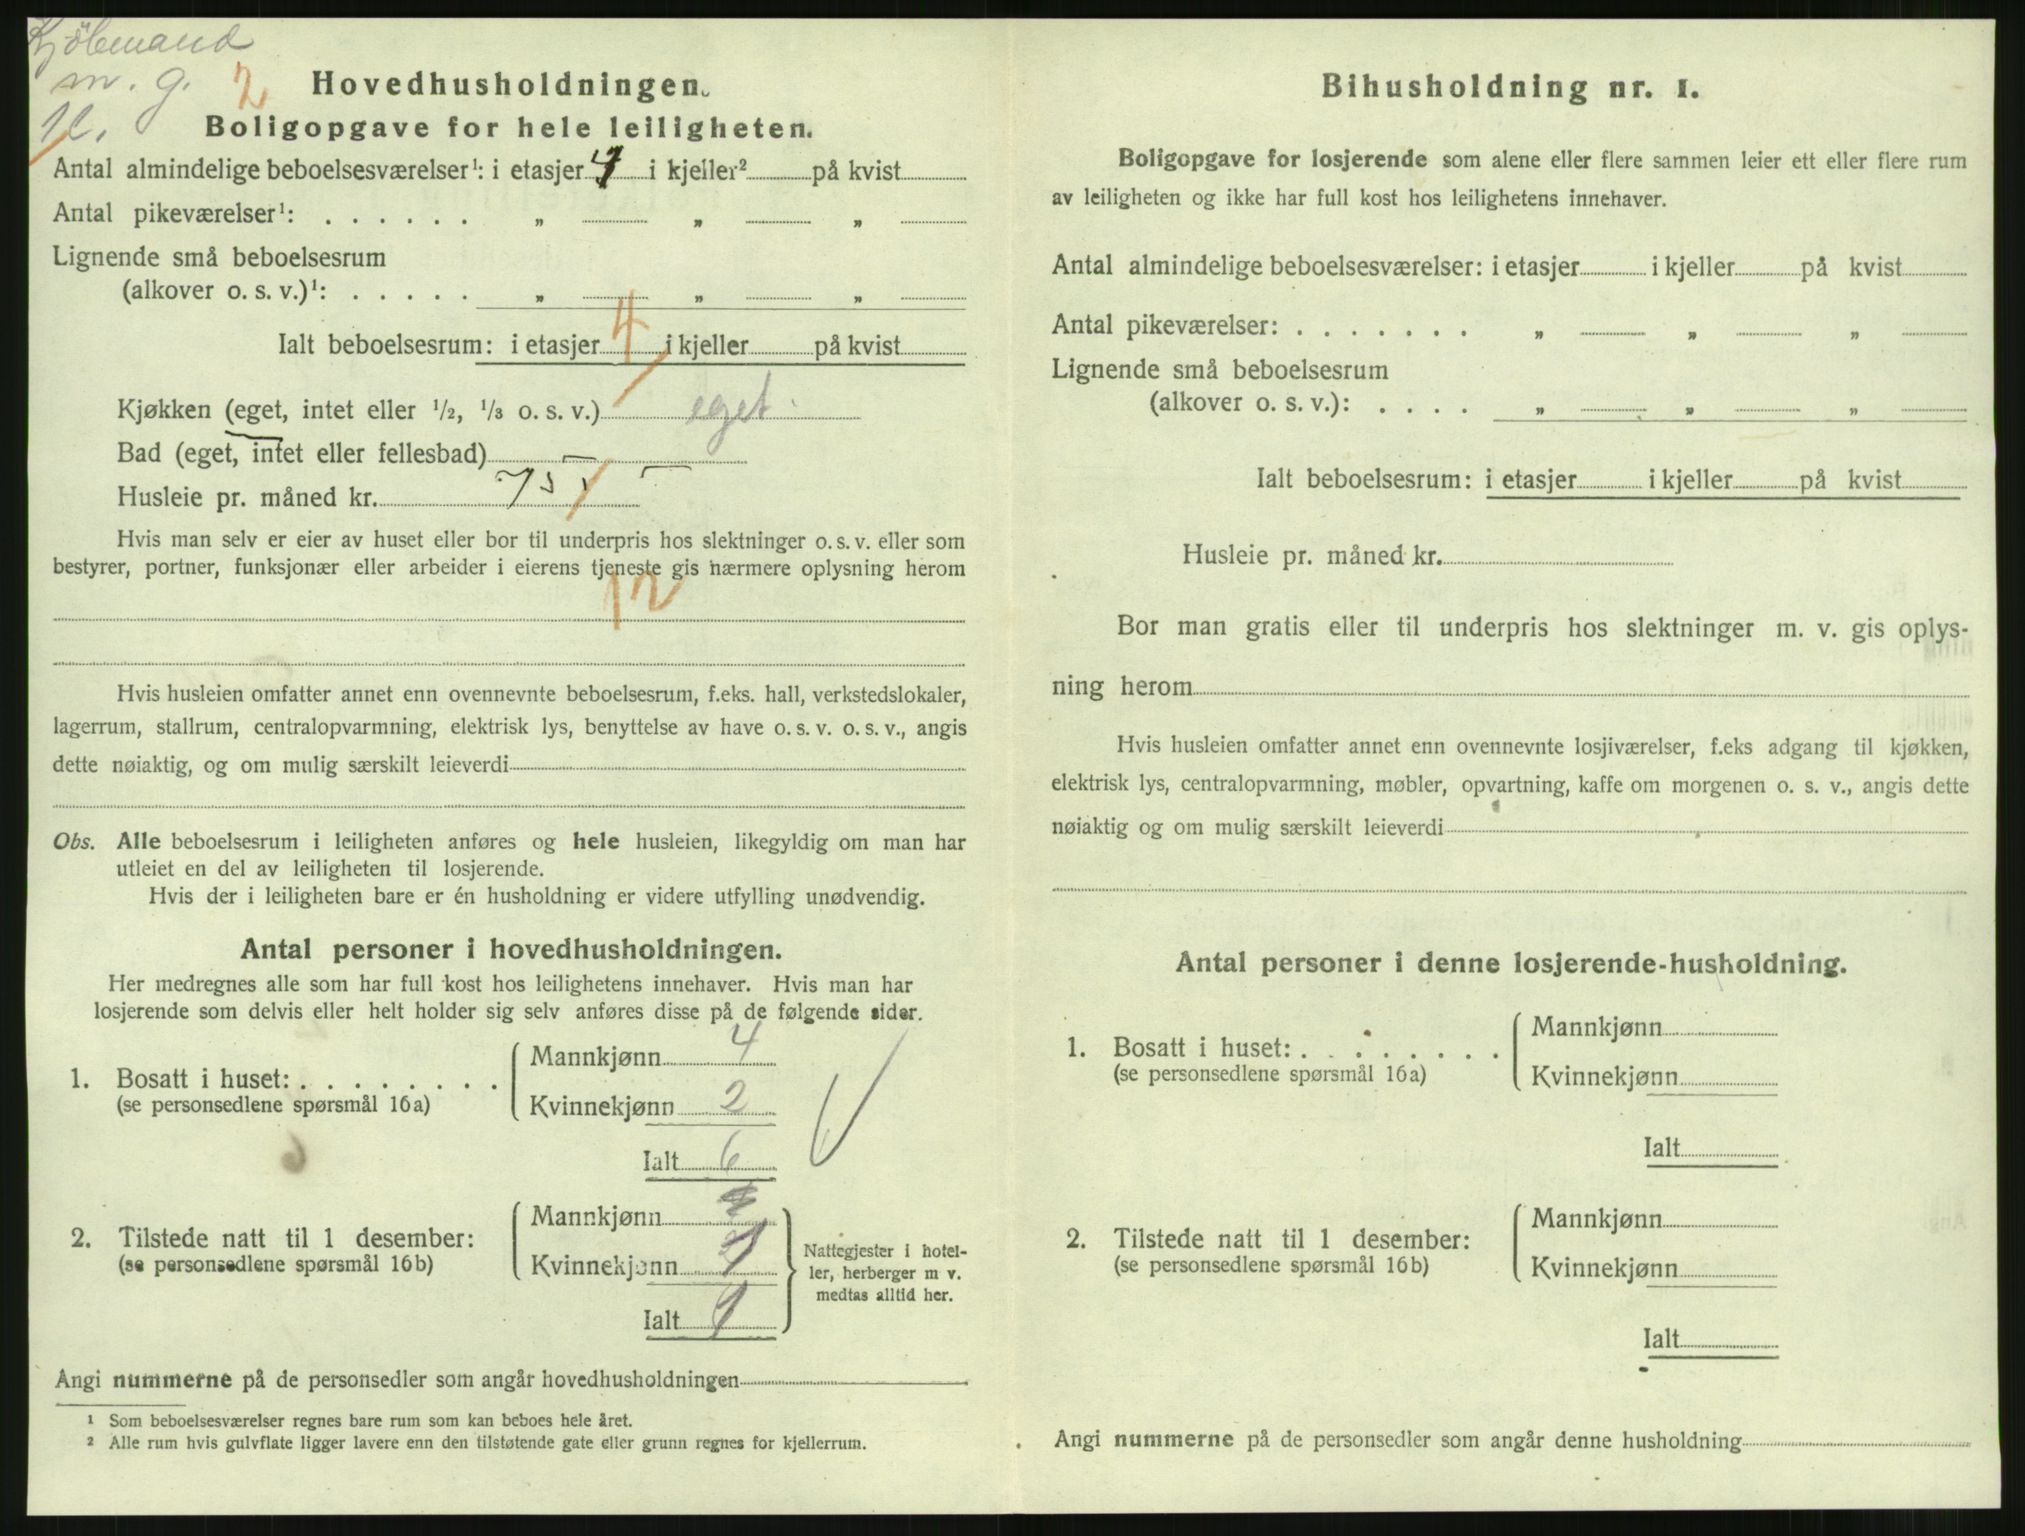 Kjöbmand
m. g. 2
Hovedhusholdningen.
Boligopgave for hele leiligheten.
Antal almindelige beboelsesværelser¹: i etasjer 4 i kjeller² på kvist
Antal pikeværelser¹: . . . . . . „ „ „
Lignende små beboelsesrum
(alkover o. s. v.)¹: . . . . . „ „ „
Ialt beboelsesrum: i etasjer 4 i kjeller på kvist
Kjøkken (eget, intet eller 1/2, 1/3 o. s. v.) eget
Bad (eget, intet eller fellesbad)
Husleie pr. måned kr. 75
Hvis man selv er eier av huset eller bor til underpris hos slektninger o. s. v. eller som
bestyrer, portner, funksjonær eller arbeider i eierens tjeneste gis nærmere oplysning herom
12
Hvis husleien omfatter annet enn ovennevnte beboelsesrum, f.eks. hall, verkstedslokaler,
lagerrum, stallrum, centralopvarmning, elektrisk lys, benyttelse av have o. s. v. o. s. v., angis
dette nøiaktig, og om mulig særskilt leieverdi
Obs. Alle beboelsesrum i leiligheten anføres og hele husleien, likegyldig om man har
utleiet en del av leiligheten til losjerende.
Hvis der i leiligheten bare er én husholdning er videre utfylling unødvendig.
Antal personer i hovedhusholdningen.
Her medregnes alle som har full kost hos leilighetens innehaver. Hvis man har
losjerende som delvis eller helt holder sig selv anføres disse på de følgende sider.
1. Bosatt i huset: . . . . . . . .
(se personsedlene spørsmål 16a)
Mannkjønn 4
Kvinnekjønn 2
Ialt 6
2. Tilstede natt til 1 desember:
(se personsedlene spørsmål 16b)
Mannkjønn
Kvinnekjønn
Ialt
Nattegjester i hotel-
ler, herberger m v.
medtas alltid her.
Angi nummerne på de personsedler som angår hovedhusholdningen
¹ Som beboelsesværelser regnes bare rum som kan beboes hele året.
² Alle rum hvis gulvflate ligger lavere enn den tilstøtende gate eller grunn regnes for kjellerrum.
Bihusholdning nr. 1.
Boligopgave for losjerende som alene eller flere sammen leier ett eller flere rum
av leiligheten og ikke har full kost hos leilighetens innehaver.
Antal almindelige beboelsesværelser: i etasjer i kjeller på kvist
Antal pikeværelser: . . . . . . . „ „ „
Lignende små beboelsesrum
(alkover o. s. v.): . . . . „ „ „
Ialt beboelsesrum: i etasjer i kjeller på kvist
Husleie pr. måned kr.
Bor man gratis eller til underpris hos slektninger m. v. gis oplys-
ning herom
Hvis husleien omfatter annet enn ovennevnte losjiværelser, f.eks adgang til kjøkken,
elektrisk lys, centralopvarmning, møbler, opvartning, kaffe om morgenen o. s. v., angis dette
nøiaktig og om mulig særskilt leieverdi
Antal personer i denne losjerende-husholdning.
1. Bosatt i huset: . . . . . . . .
(se personsedlene spørsmål 16a)
Mannkjønn
Kvinnekjønn
Ialt
2. Tilstede natt til 1 desember:
(se personsedlene spørsmål 16b)
Mannkjønn
Kvinnekjønn
Ialt
Angi nummerne på de personsedler som angår denne husholdning